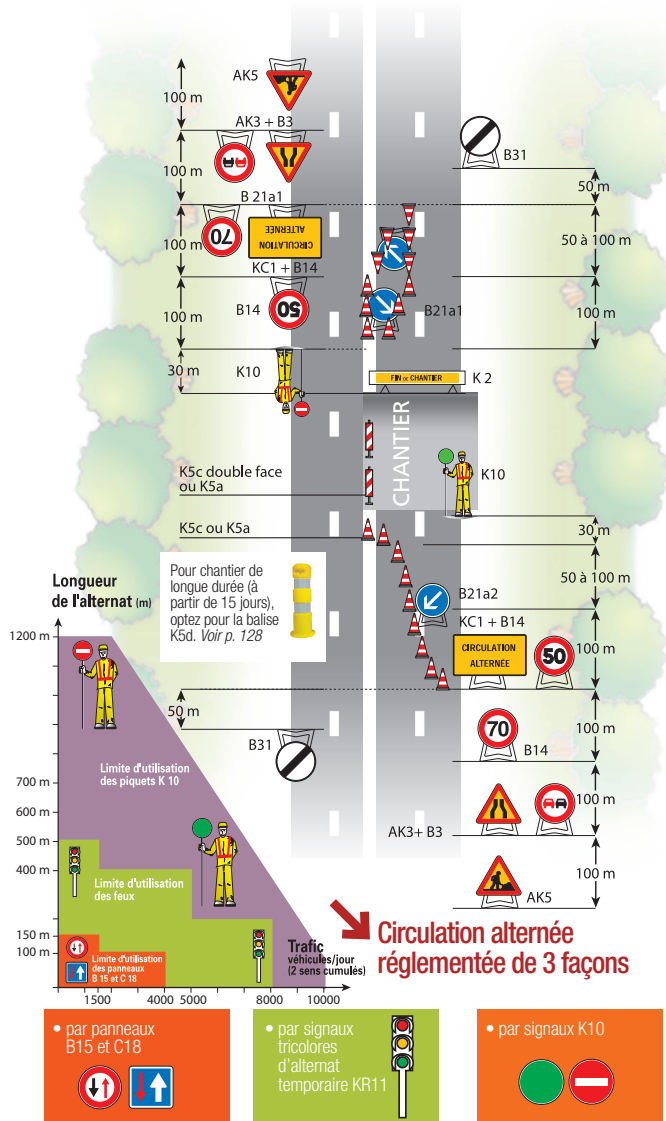 AK5
100 m
AK3 + B3
B31
100 m
50 m
B 21a1
70
CIRCULATION
ALTERNÉE
100 m
50 à 100 m
KC1 + B14
B14
50
B21a1
100 m
100 m
K10
30 m
FIN DE CHANTIER
K 2
CHANTIER
K10
K5c double face
ou K5a
K5c ou K5a
30 m
Pour chantier de
longue durée (à
partir de 15 jours),
optez pour la balise
K5d. Voir p. 128
50 à 100 m
B21a2
KC1 + B14
CIRCULATION
ALTERNÉE
50
100 m
50 m
B31
70
B14
100 m
AK3+ B3
100 m
AK5
100 m
Longueur
de l'alternat (m)
1200 m
700 m
500 m
400 m
150 m
100 m
Limite d'utilisation
des piquets K 10
Limite d'utilisation
des feux
Limite d'utilisation
des panneaux
B 15 et C 18
Trafic
véhicules/jour
(2 sens cumulés)
1500
4000
5000
8000
10000
Circulation alternée
réglementée de 3 façons
• par panneaux
B15 et C18
• par signaux
tricolores
d'alternat
temporaire KR11
• par signaux K10